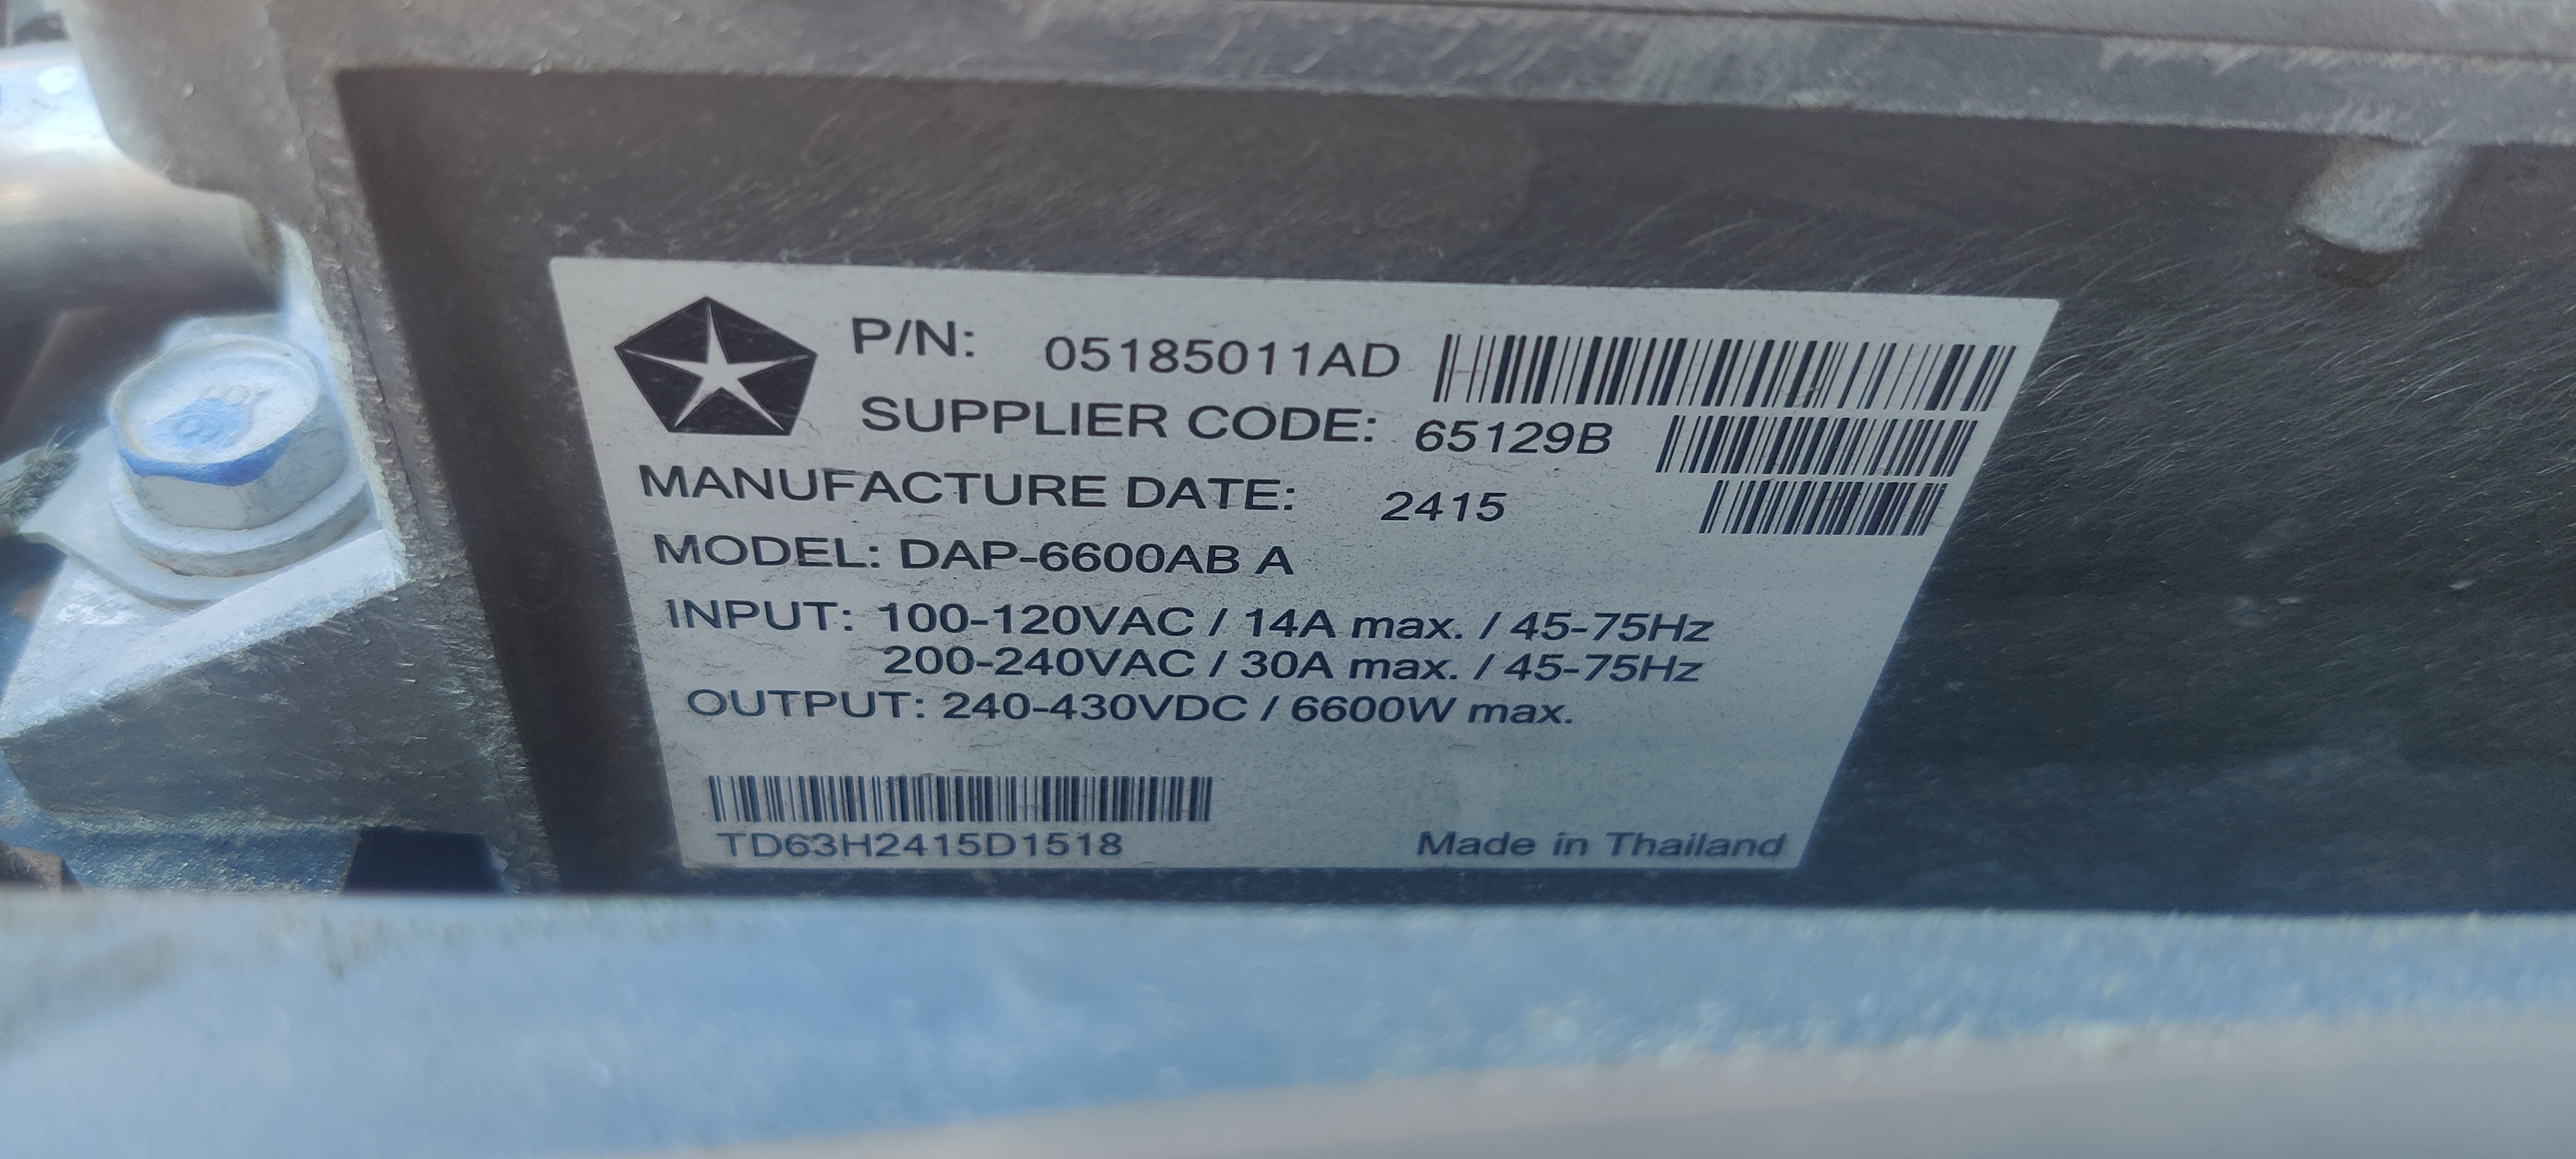 P/N: 05185011AD
SUPPLIER CODE: 65129B
MANUFACTURE DATE: 2415
MODEL: DAP-6600AB A
INPUT: 100-120VAC / 14A max. / 45-75Hz
200-240VAC / 30A max. / 45-75Hz
OUTPUT: 240-430VDC / 6600W max.
TD63H2415D1518
Made in Thailand